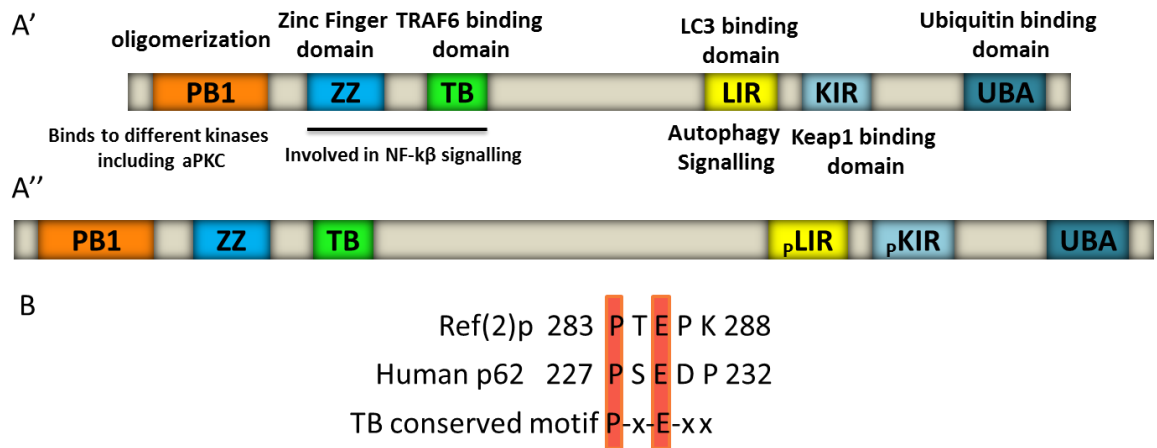 A’
oligomerization
Zinc Finger
domain
TRAF6 binding
domain
LC3 binding
domain
Ubiquitin binding
domain
PB1 ZZ TB LIR KIR UBA
Binds to different kinases
including aPKC
Involved in NF-kβ signalling
Autophagy
Signalling
Keap1 binding
domain
A’’
PB1 ZZ TB pLIR pKIR UBA
B
Ref(2)p 283 P T E P K 288
Human p62 227 P S E D P 232
TB conserved motif P-x-E-xx